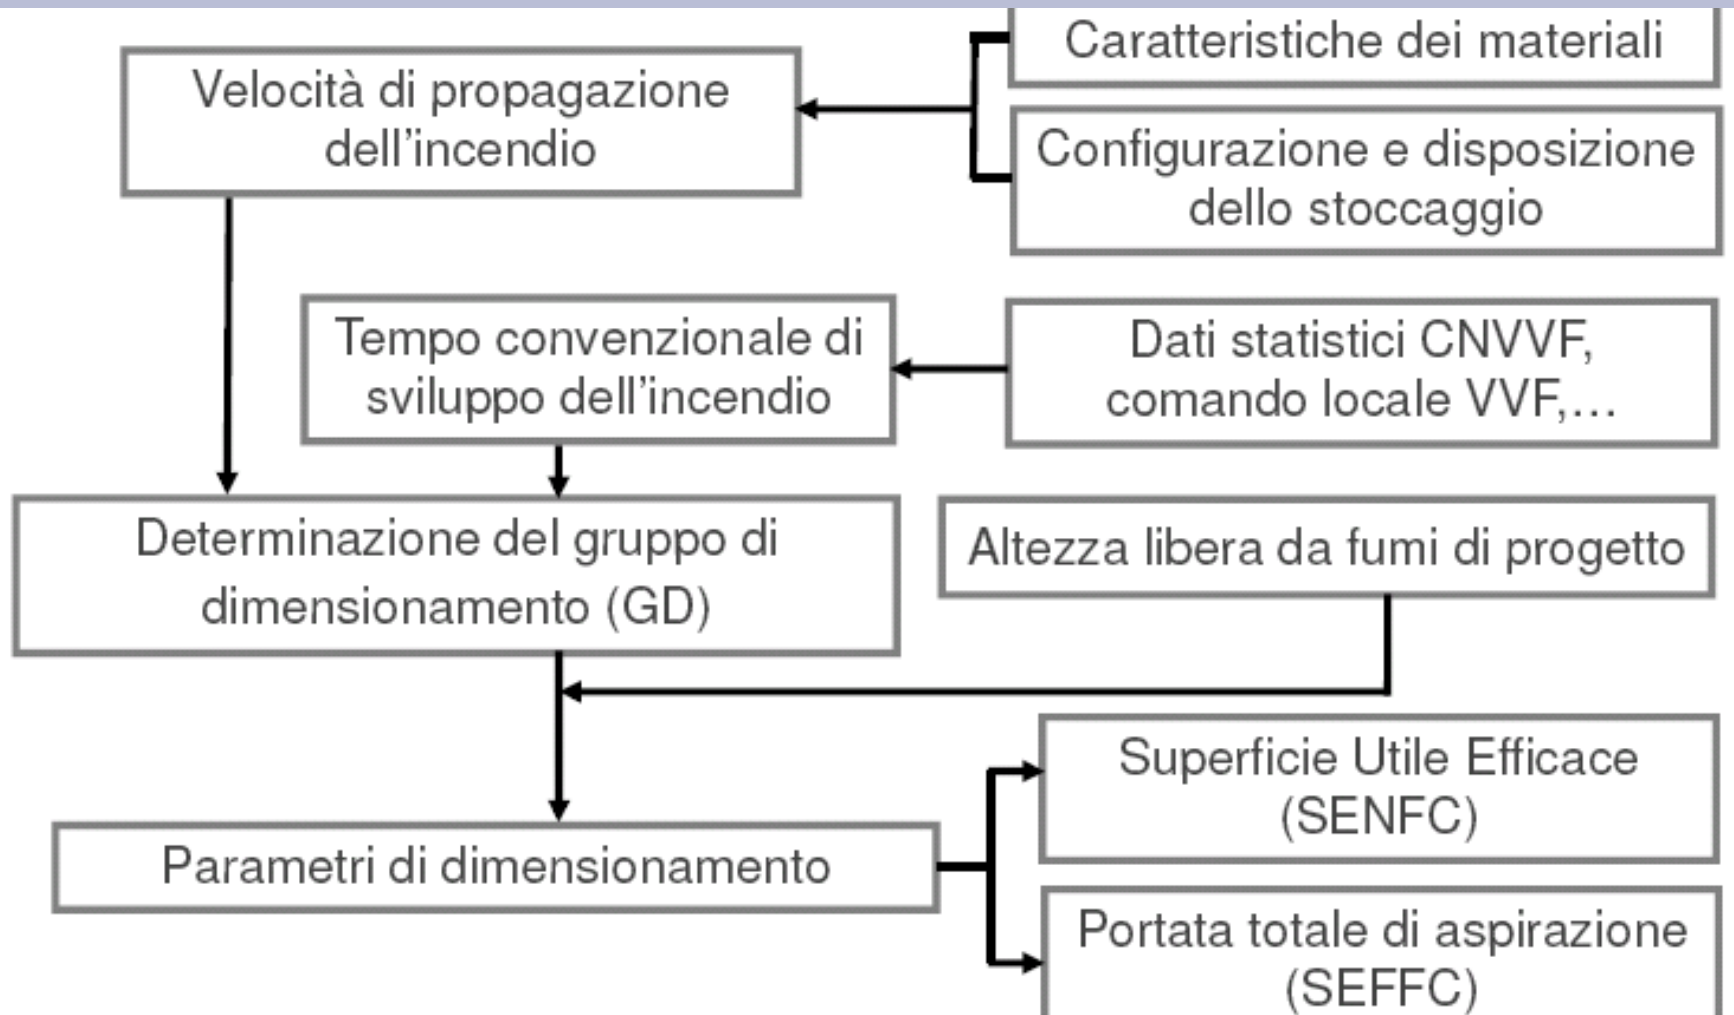 Caratteristiche dei materiali
Velocità di propagazione
dell'incendio
Configurazione e disposizione
dello stoccaggio
Tempo convenzionale di
sviluppo dell'incendio
Dati statistici CNVVF,
comando locale VVF,...
Determinazione del gruppo di
dimensionamento (GD)
Altezza libera da fumi di progetto
Superficie Utile Efficace
(SENFC)
Parametri di dimensionamento
Portata totale di aspirazione
(SEFFC)